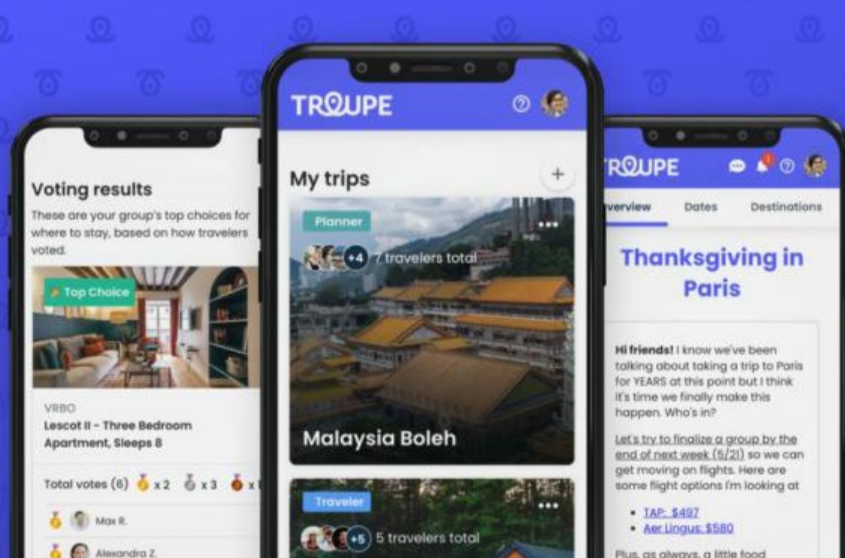 Voting results
These are your group's top choices for
where to stay, based on how travelers
voted.
Top Choice
VRBO
Lescot II - Three Bedroom
Apartment, Sleeps 8
Total votes (6) x 2 x 3 x
Max R.
Alexandra Z.
TROUPE
My trips
+
Planner
+4 7 travelers total
Malaysia Boleh
Traveler
+5 5 travelers total
TROUPE
1
verview Dates Destinations
Thanksgiving in
Paris
Hi friends! I know we've been
talking about taking a trip to Paris
for YEARS at this point but I think
it's time we finally make this
happen. Who's in?
Let's try to finalize a group by the
end of next week (5/21) so we can
get moving on flights. Here are
some flight options I'm looking at
TAP: $497
Aer Lingus: $580
Plus, as always, a little food